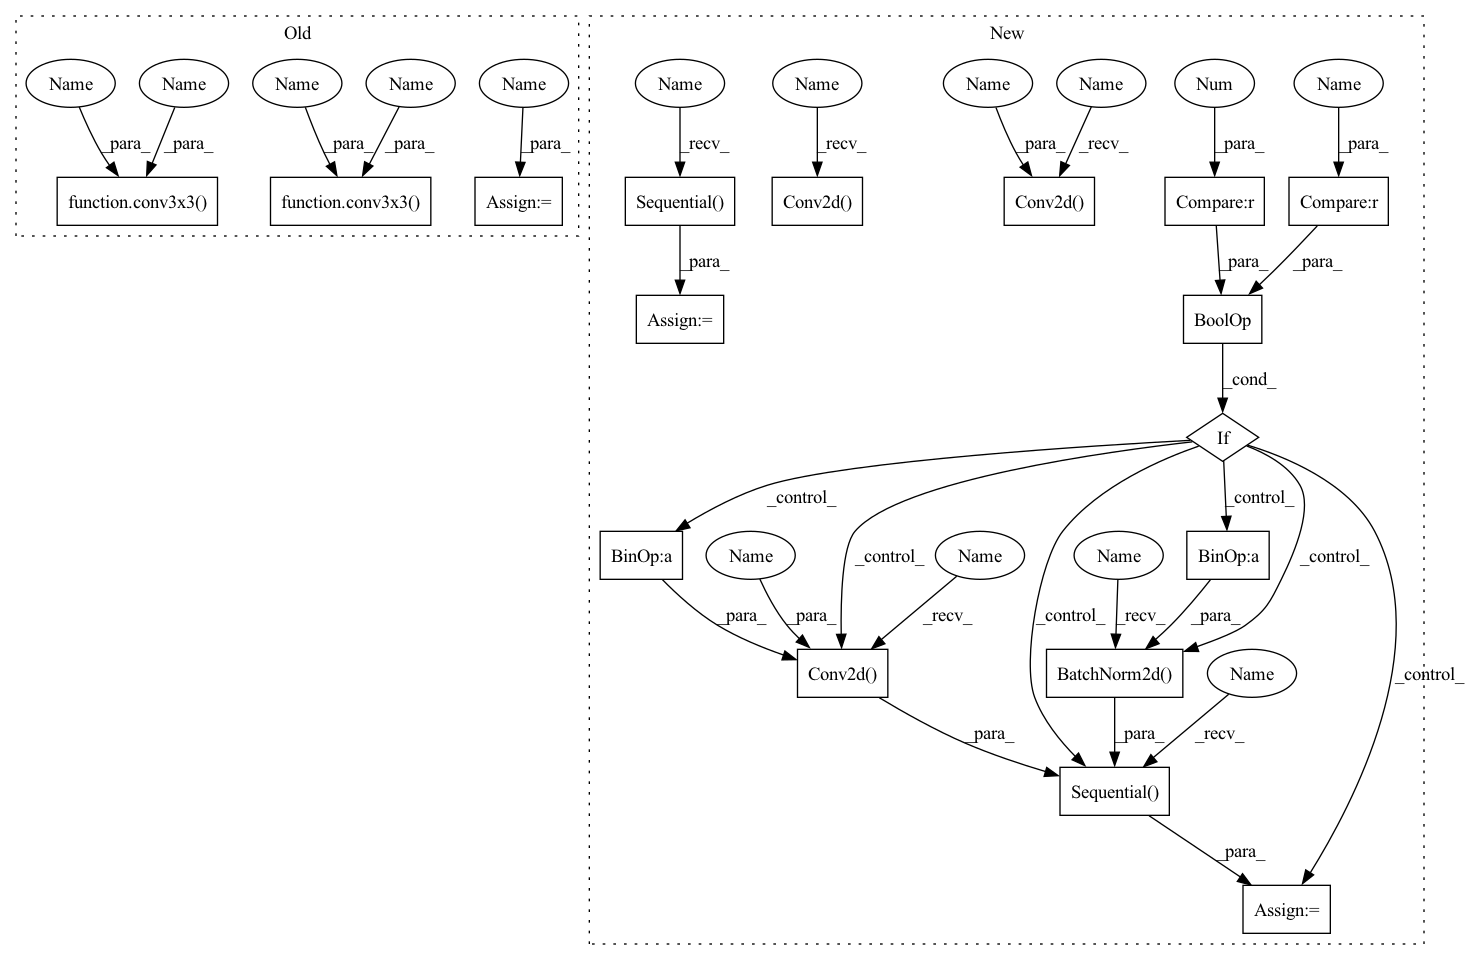 Old
New
Name
Name
Name
Name
Name
Name
Name
Name
Name
Num
Name
_para_
_para_
_para_
_para_
_para_
_recv_
_recv_
_para_
_recv_
_para_
_para_
function.conv3x3()
function.conv3x3()
Assign:=
Sequential()
Conv2d()
Conv2d()
Compare:r
Compare:r
_para_
_para_
_para_
Assign:=
BoolOp
_cond_
If
_control_
_control_
BinOp:a
Name
Name
Name
BinOp:a
_control_
_control_
_para_
_para_
_recv_
_control_
_recv_
_para_
Conv2d()
BatchNorm2d()
Name
_control_
_para_
_para_
_recv_
Sequential()
_para_
Assign:=